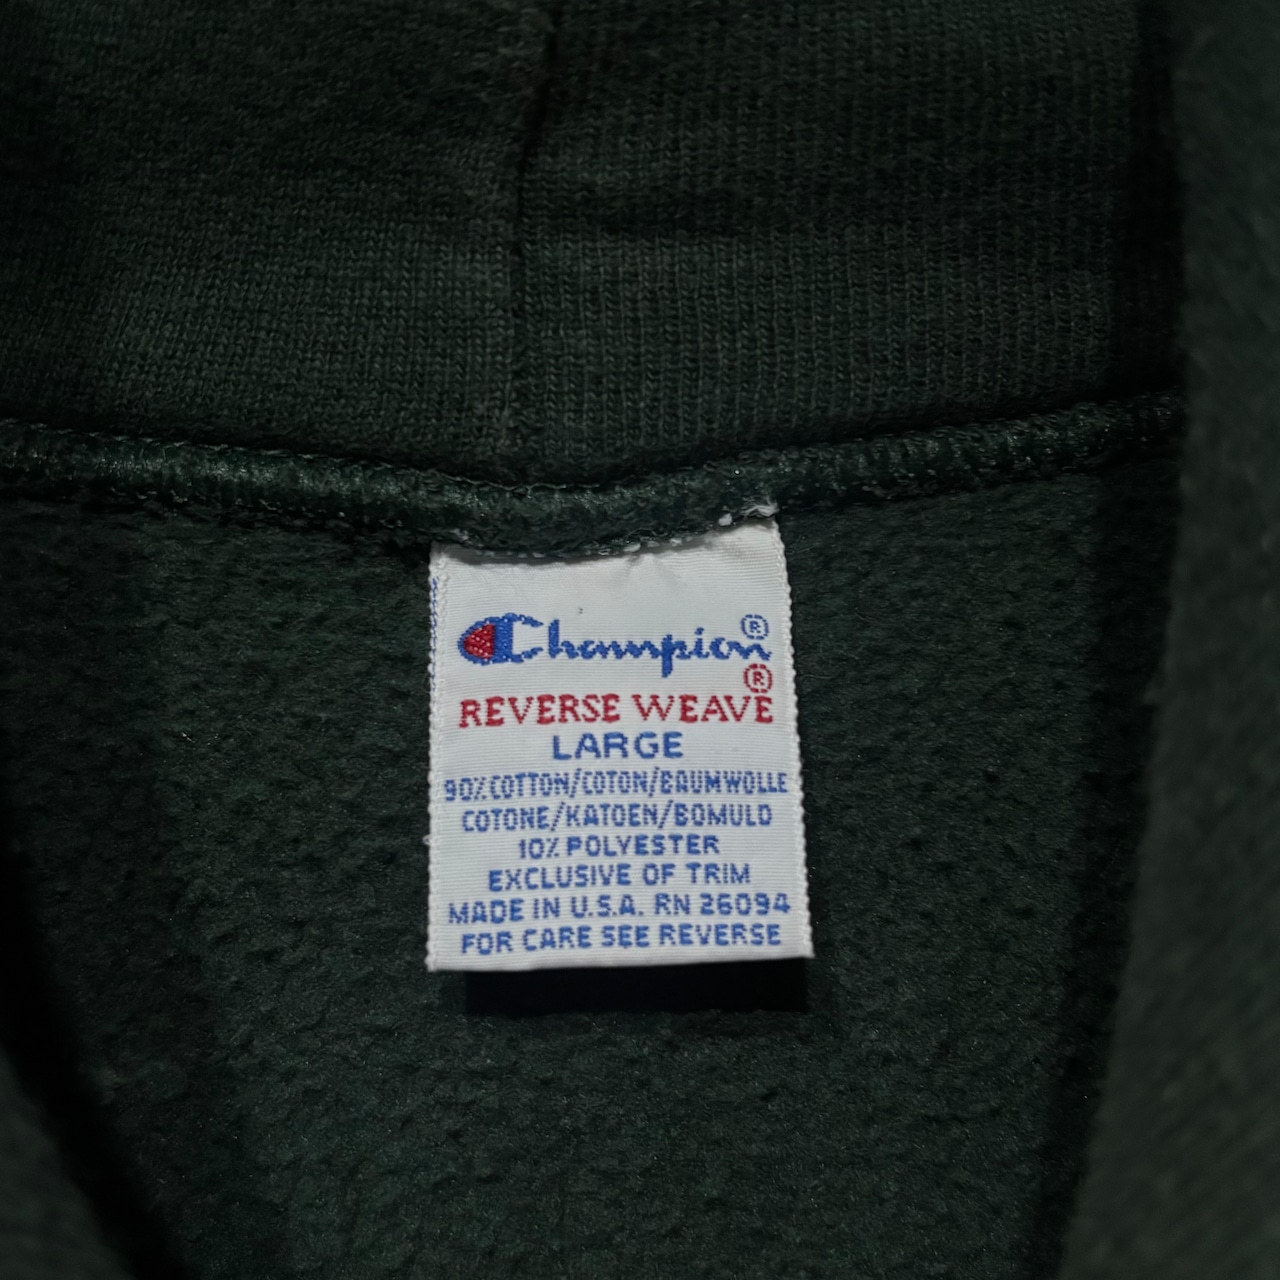 Champion®
REVERSE WEAVE®
LARGE
90% COTTON/COTON/BAUMWOLLE
COTONE/KATOEN/BOMULD
10% POLYESTER
EXCLUSIVE OF TRIM
MADE IN U.S.A. RN 26094
FOR CARE SEE REVERSE